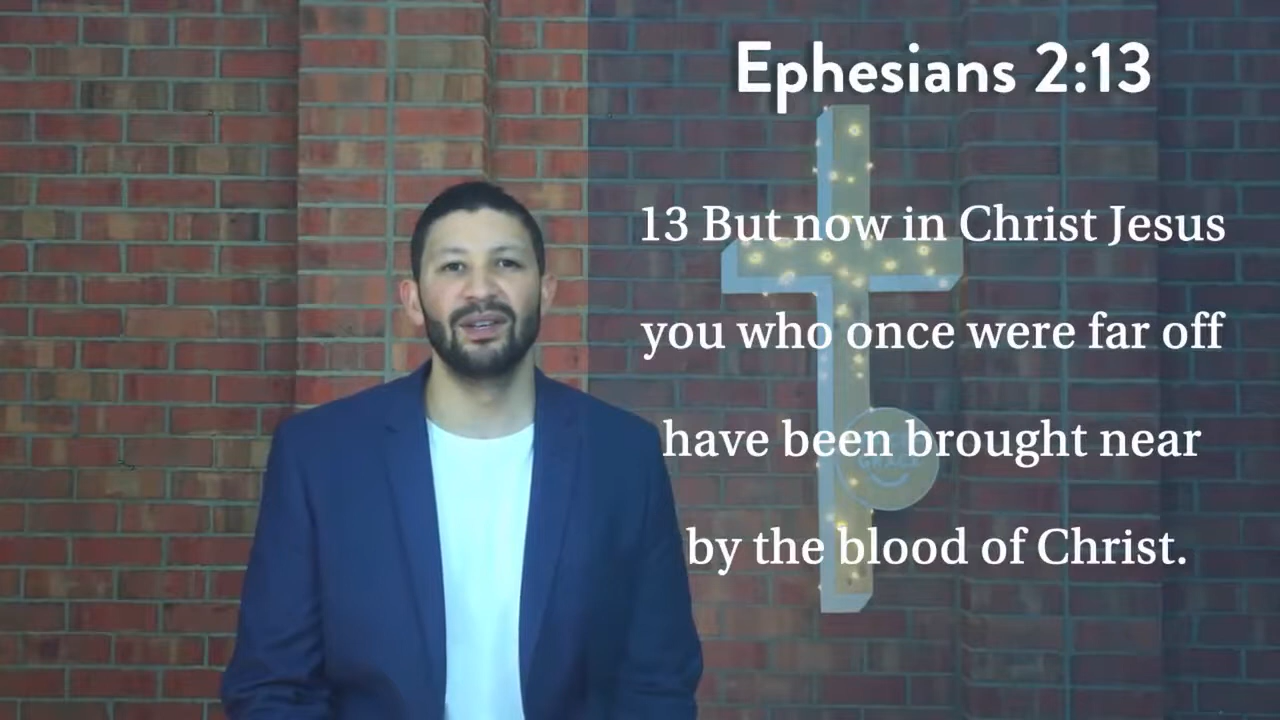 Ephesians 2:13
13 But now in Christ Jesus
you who once were far off
have been brought near
by the blood of Christ.
GRACE